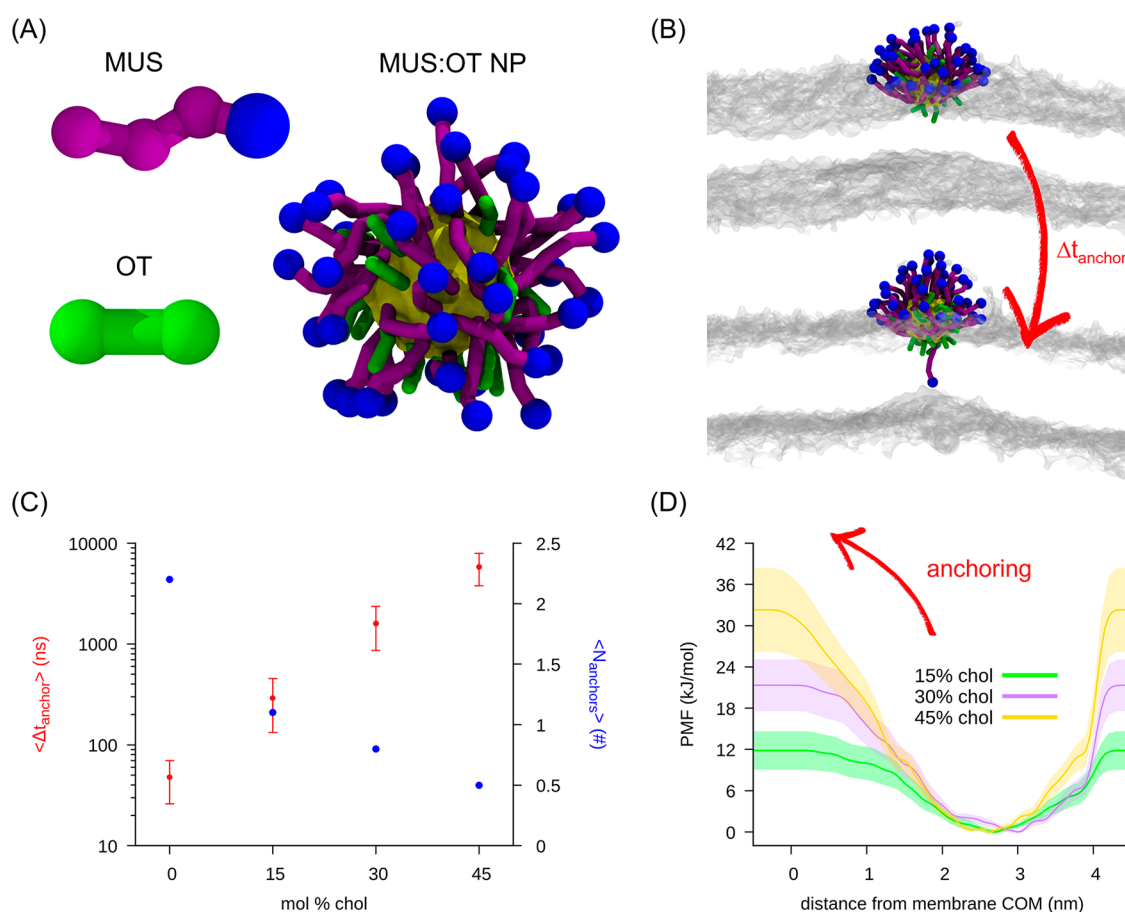 (A)
MUS
MUS:OT NP
OT
(B)
Δt_anchor
(C)
10000
1000
100
10
<Δt_anchor> (ns)
2.5
2
1.5
1
0.5
0
<N_anchors> (#)
0 15 30 45
mol % chol
(D)
42
36
30
24
18
12
6
0
PMF (kJ/mol)
anchoring
15% chol
30% chol
45% chol
0 1 2 3 4
distance from membrane COM (nm)